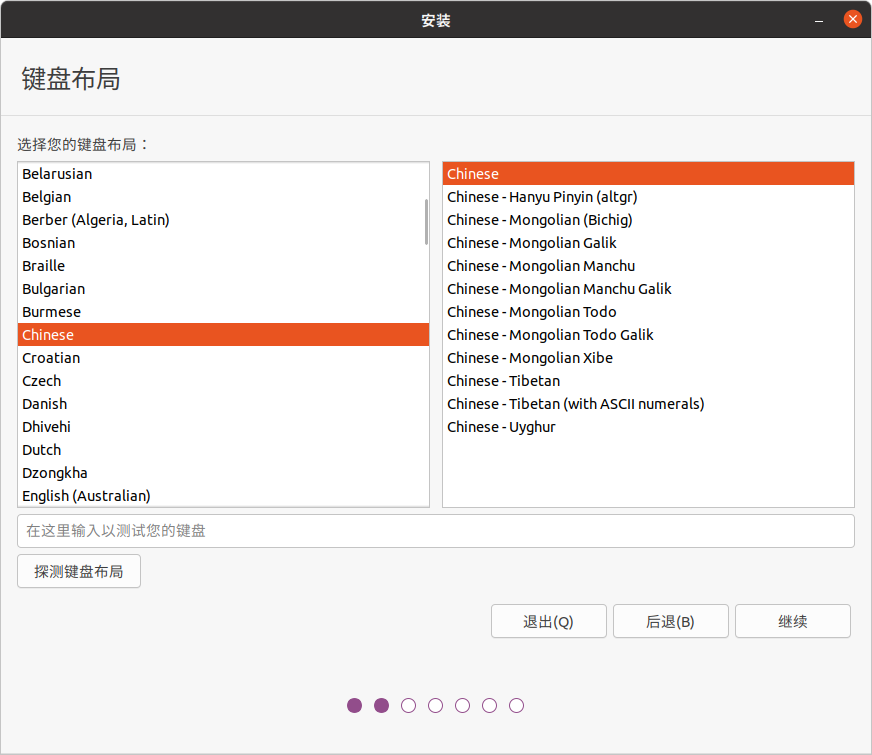 安装
键盘布局
选择您的键盘布局：
Belarusian
Belgian
Berber (Algeria, Latin)
Bosnian
Braille
Bulgarian
Burmese
Chinese
Croatian
Czech
Danish
Dhivehi
Dutch
Dzongkha
English (Australian)
Chinese
Chinese - Hanyu Pinyin (altgr)
Chinese - Mongolian (Bichig)
Chinese - Mongolian Galik
Chinese - Mongolian Manchu
Chinese - Mongolian Manchu Galik
Chinese - Mongolian Todo
Chinese - Mongolian Todo Galik
Chinese - Mongolian Xibe
Chinese - Tibetan
Chinese - Tibetan (with ASCII numerals)
Chinese - Uyghur
在这里输入以测试您的键盘
探测键盘布局
退出(Q) 后退(B) 继续